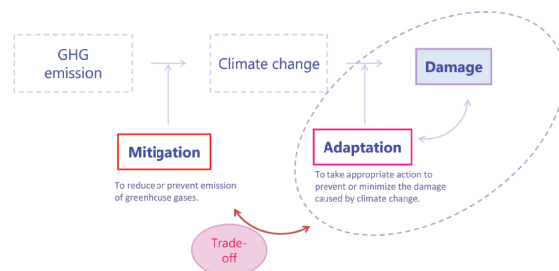 GHG
emission
Climate change
Damage
Mitigation
To reduce or prevent emission
of greenhcuse gases.
Adaptation
To take appropriate action to
prevent or minimize the damage
caused by climate change.
Trade-
off